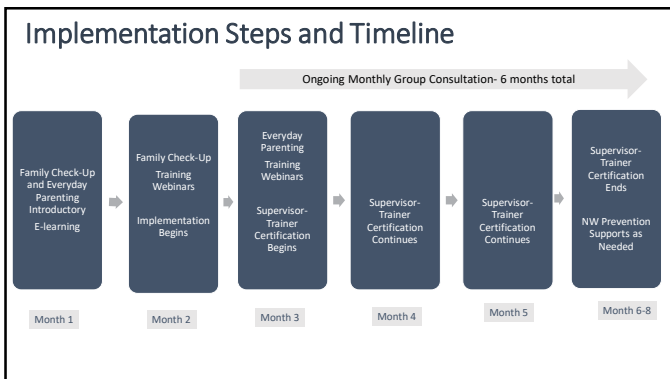 Implementation Steps and Timeline
Ongoing Monthly Group Consultation- 6 months total
Family Check-Up
and Everyday
Parenting
Introductory
E-learning
Family Check-Up
Training
Webinars
Implementation
Begins
Everyday
Parenting
Training
Webinars
Supervisor-
Trainer
Certification
Begins
Supervisor-
Trainer
Certification
Continues
Supervisor-
Trainer
Certification
Continues
Supervisor-
Trainer
Certification
Ends
NW Prevention
Supports as
Needed
Month 1
Month 2
Month 3
Month 4
Month 5
Month 6-8